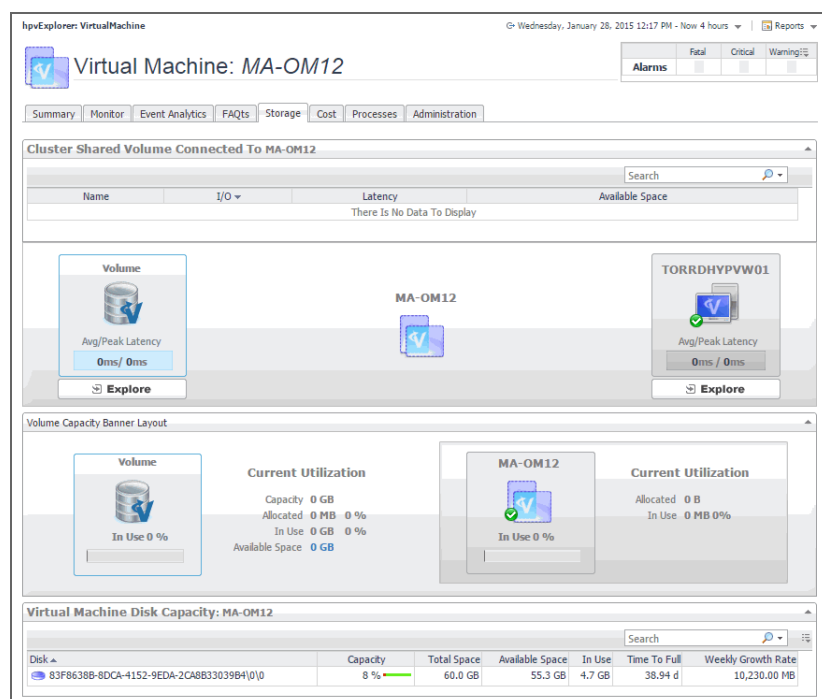 hpvExplorer: VirtualMachine
Wednesday, January 28, 2015 12:17 PM - Now 4 hours | Reports
Virtual Machine: MA-OM12
Fatal Critical Warning
Alarms
Summary Monitor Event Analytics FAQts Storage Cost Processes Administration
Cluster Shared Volume Connected To MA-OM12
Search
Name I/O Latency Available Space
There Is No Data To Display
Volume
Avg/Peak Latency
0ms/ 0ms
Explore
MA-OM12
TORRDHYPVW01
Avg/Peak Latency
0ms / 0ms
Explore
Volume Capacity Banner Layout
Volume
In Use 0 %
Current Utilization
Capacity 0 GB
Allocated 0 MB 0 %
In Use 0 GB 0 %
Available Space 0 GB
MA-OM12
In Use 0 %
Current Utilization
Allocated 0 B
In Use 0 MB 0%
Virtual Machine Disk Capacity: MA-OM12
Search
Disk Capacity Total Space Available Space In Use Time To Full Weekly Growth Rate
83F8638B-8DCA-4152-9EDA-2CA8B33039B4\0\0 8 % 60.0 GB 55.3 GB 4.7 GB 38.94 d 10,230.00 MB